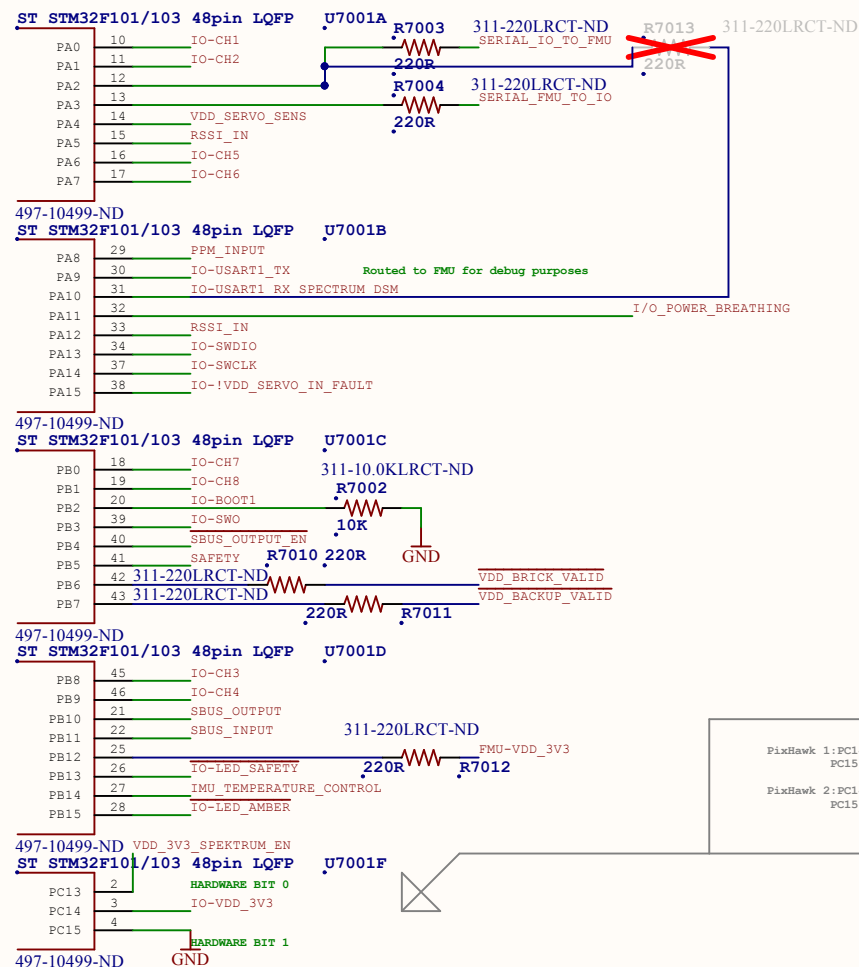 ST STM32F101/103 48pin LQFP U7001A
R7003 311-220LRCT-ND R7013 311-220LRCT-ND
PA0 10 IO-CH1 SERIAL_IO_TO_FMU
PA1 11 IO-CH2 220R 220R
PA2 12 R7004 311-220LRCT-ND
PA3 13 SERIAL_FMU_TO_IO
PA4 14 VDD_SERVO_SENS 220R
PA5 15 RSSI_IN
PA6 16 IO-CH5
PA7 17 IO-CH6
497-10499-ND
ST STM32F101/103 48pin LQFP U7001B
PA8 29 PPM_INPUT
PA9 30 IO-USART1_TX Routed to FMU for debug purposes
PA10 31 IO-USART1_RX_SPECTRUM_DSM
PA11 32 I/O_POWER_BREATHING
PA12 33 RSSI_IN
PA13 34 IO-SWDIO
PA14 37 IO-SWCLK
PA15 38 IO-!VDD_SERVO_IN_FAULT
497-10499-ND
ST STM32F101/103 48pin LQFP U7001C
PB0 18 IO-CH7 311-10.0KLRCT-ND
PB1 19 IO-CH8 R7002
PB2 20 IO-BOOT1
PB3 39 IO-SWO 10K
PB4 40 SBUS_OUTPUT_EN GND
PB5 41 SAFETY R7010 220R
PB6 42 311-220LRCT-ND VDD_BRICK_VALID
PB7 43 311-220LRCT-ND VDD_BACKUP_VALID
220R R7011
497-10499-ND
ST STM32F101/103 48pin LQFP U7001D
PB8 45 IO-CH3
PB9 46 IO-CH4
PB10 21 SBUS_OUTPUT
PB11 22 SBUS_INPUT 311-220LRCT-ND
PB12 25 FMU-VDD_3V3
PB13 26 IO-LED_SAFETY 220R R7012
PB14 27 IMU_TEMPERATURE_CONTROL
PB15 28 IO-LED_AMBER
PixHawk 1:PC1
PC15
PixHawk 2:PC1
PC15
497-10499-ND VDD_3V3_SPEKTRUM_EN
ST STM32F101/103 48pin LQFP U7001F
PC13 2 HARDWARE BIT 0
PC14 3 IO-VDD_3V3
PC15 4
HARDWARE BIT 1
497-10499-ND GND